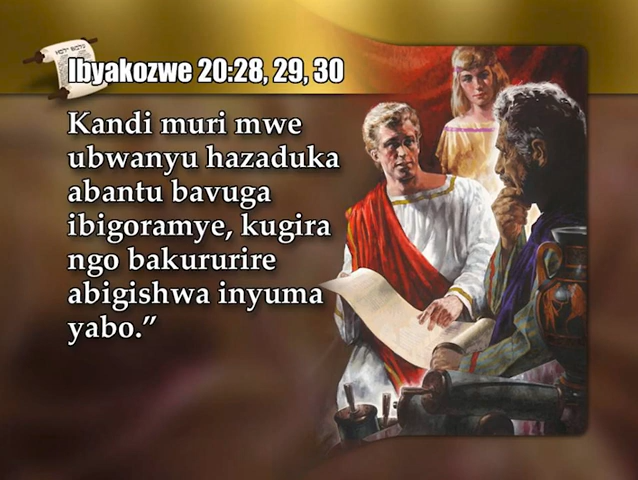 Ibyakozwe 20:28, 29, 30
Kandi muri mwe
ubwanyu hazaduka
abantu bavuga
ibigoramye, kugira
ngo bakururire
abigishwa inyuma
yabo.”